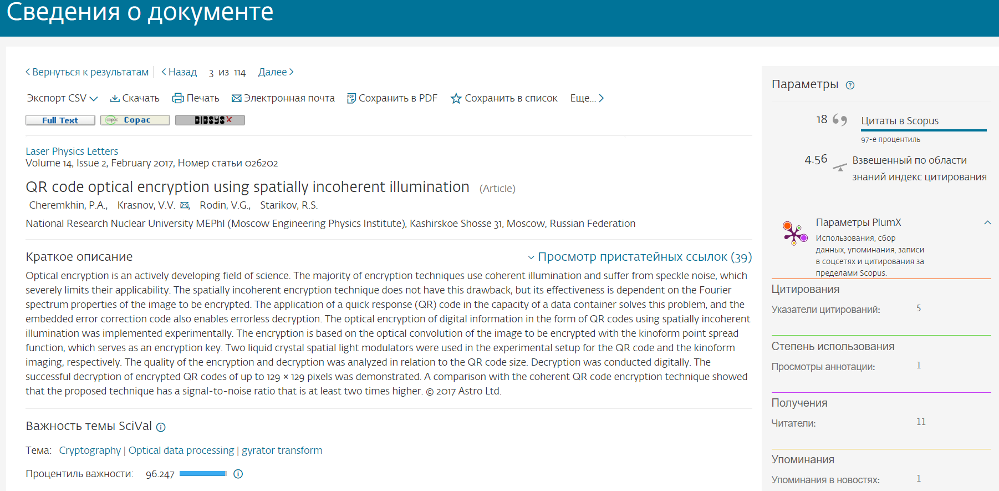 Сведения о документе
Вернуться к результатам Назад 3 из 114 Далее
Экспорт CSV Скачать Печать Электронная почта Сохранить в PDF Сохранить в список Еще...
Full Text copac Copac BIBSYS X
Laser Physics Letters
Volume 14, Issue 2, February 2017, Номер статьи 026202
QR code optical encryption using spatially incoherent illumination (Article)
Cheremkhin, P.A., Krasnov, V.V. , Rodin, V.G., Starikov, R.S.
National Research Nuclear University MEPhI (Moscow Engineering Physics Institute), Kashirskoe Shosse 31, Moscow, Russian Federation
Краткое описание Просмотр пристатейных ссылок (39)
Optical encryption is an actively developing field of science. The majority of encryption techniques use coherent illumination and suffer from speckle noise, which
severely limits their applicability. The spatially incoherent encryption technique does not have this drawback, but its effectiveness is dependent on the Fourier
spectrum properties of the image to be encrypted. The application of a quick response (QR) code in the capacity of a data container solves this problem, and the
embedded error correction code also enables errorless decryption. The optical encryption of digital information in the form of QR codes using spatially incoherent
illumination was implemented experimentally. The encryption is based on the optical convolution of the image to be encrypted with the kinoform point spread
function, which serves as an encryption key. Two liquid crystal spatial light modulators were used in the experimental setup for the QR code and the kinoform
imaging, respectively. The quality of the encryption and decryption was analyzed in relation to the QR code size. Decryption was conducted digitally. The
successful decryption of encrypted QR codes of up to 129 × 129 pixels was demonstrated. A comparison with the coherent QR code encryption technique showed
that the proposed technique has a signal-to-noise ratio that is at least two times higher. © 2017 Astro Ltd.
Важность темы SciVal
Тема: Cryptography | Optical data processing | gyrator transform
Процентиль важности: 96.247
Параметры
18 Цитаты в Scopus
97-е процентиль
4.56 Взвешенный по области
знаний индекс цитирования
Параметры PlumX
Использования, сбор
данных, упоминания, записи
в соцсетях и цитирования за
пределами Scopus.
Цитирования
Указатели цитирований: 5
Степень использования
Просмотры аннотации: 1
Получения
Читатели: 11
Упоминания
Упоминания в новостях: 1